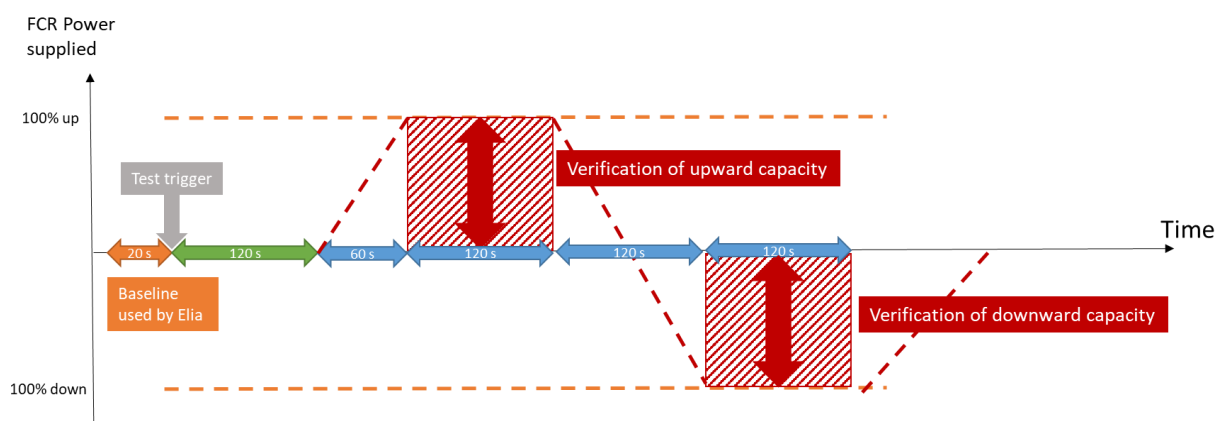 FCR Power
supplied
100% up
Test trigger
Verification of upward capacity
Time
20 s
120 s
60 s
120 s
120 s
120 s
Baseline
used by Elia
Verification of downward capacity
100% down